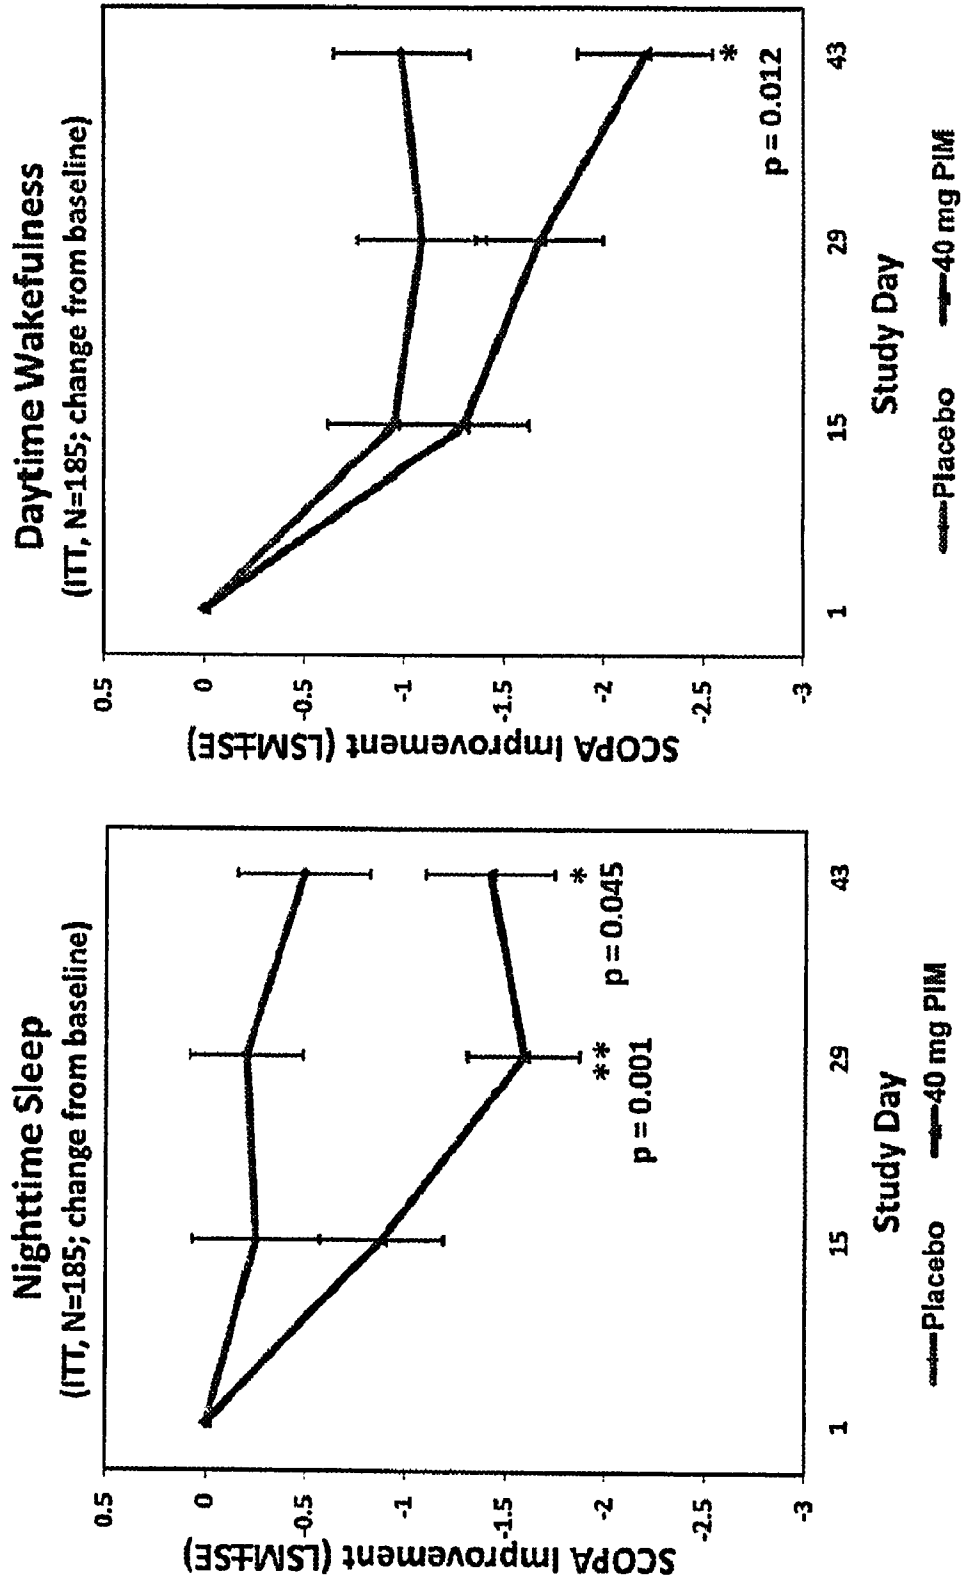 Nighttime Sleep
(ITT, N=185; change from baseline)
SCOPA Improvement (LSM±SE)
0.5
0
-0.5
-1
-1.5
-2
-2.5
-3
**
p = 0.001
*
p = 0.045
1
15
29
43
Study Day
Placebo
40 mg PIM
Daytime Wakefulness
(ITT, N=185; change from baseline)
SCOPA Improvement (LSM±SE)
0.5
0
-0.5
-1
-1.5
-2
-2.5
-3
*
p = 0.012
1
15
29
43
Study Day
Placebo
40 mg PIM